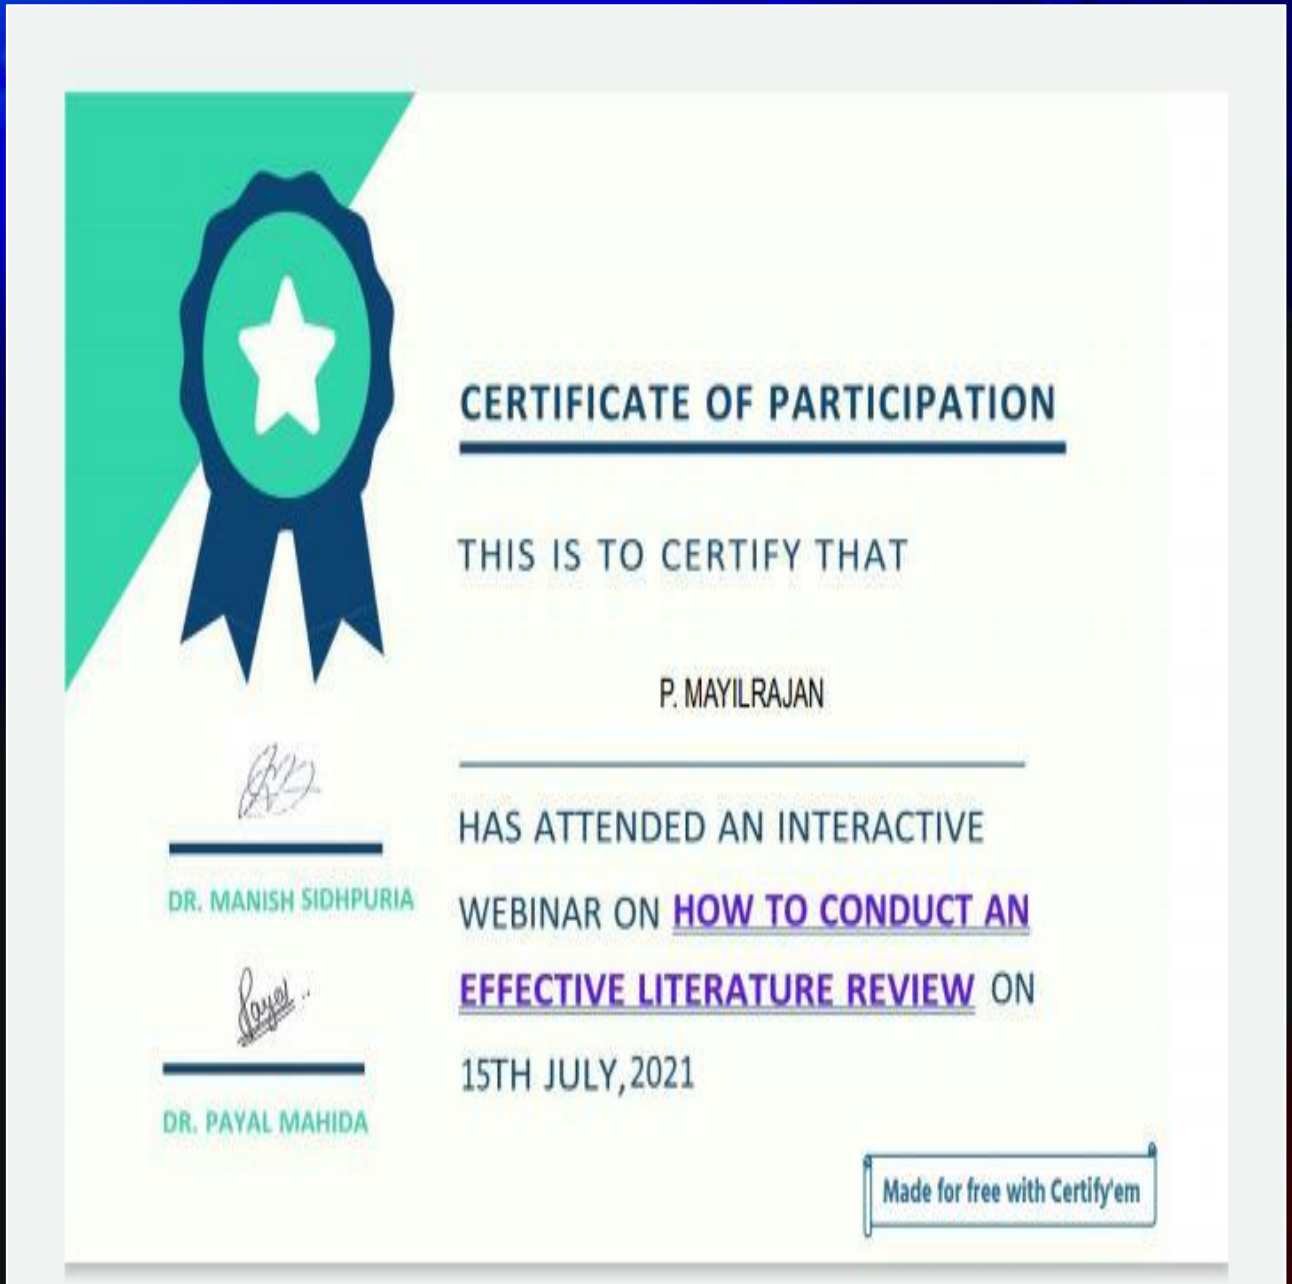 CERTIFICATE OF PARTICIPATION
THIS IS TO CERTIFY THAT
P. MAYILRAJAN
HAS ATTENDED AN INTERACTIVE
WEBINAR ON HOW TO CONDUCT AN
EFFECTIVE LITERATURE REVIEW ON
15TH JULY,2021
DR. MANISH SIDHPURIA
Payal
DR. PAYAL MAHIDA
Made for free with Certify'em